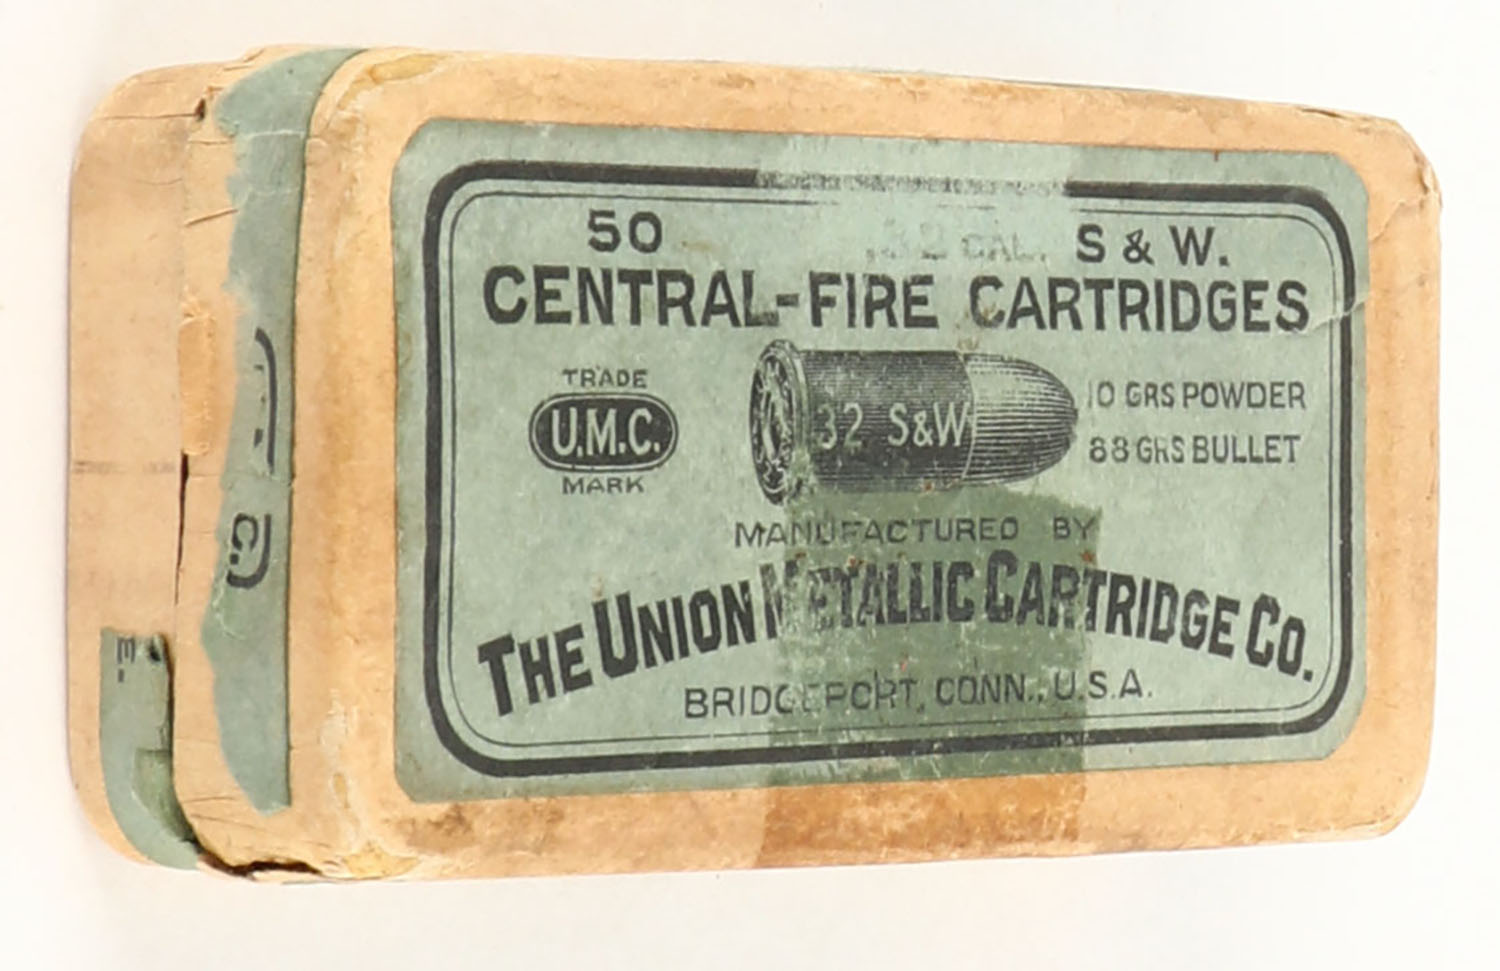 50 .32 CAL. S & W.
CENTRAL-FIRE CARTRIDGES
TRADE
U.M.C.
MARK
32 S&W
10 GRS POWDER
88 GRS BULLET
MANUFACTURED BY
THE UNION METALLIC CARTRIDGE CO.
BRIDGEPORT, CONN., U.S.A.
C.
E.